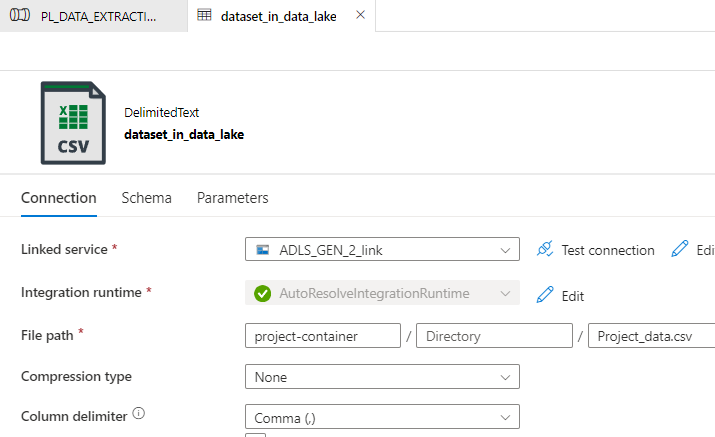 PL_DATA_EXTRACTI...
dataset_in_data_lake
X
CSV
DelimitedText
dataset_in_data_lake
Connection Schema Parameters
Linked service * ADLS_GEN_2_link Test connection Edi
Integration runtime * AutoResolveIntegrationRuntime Edit
File path * project-container / Directory / Project_data.csv
Compression type None
Column delimiter Comma (,)